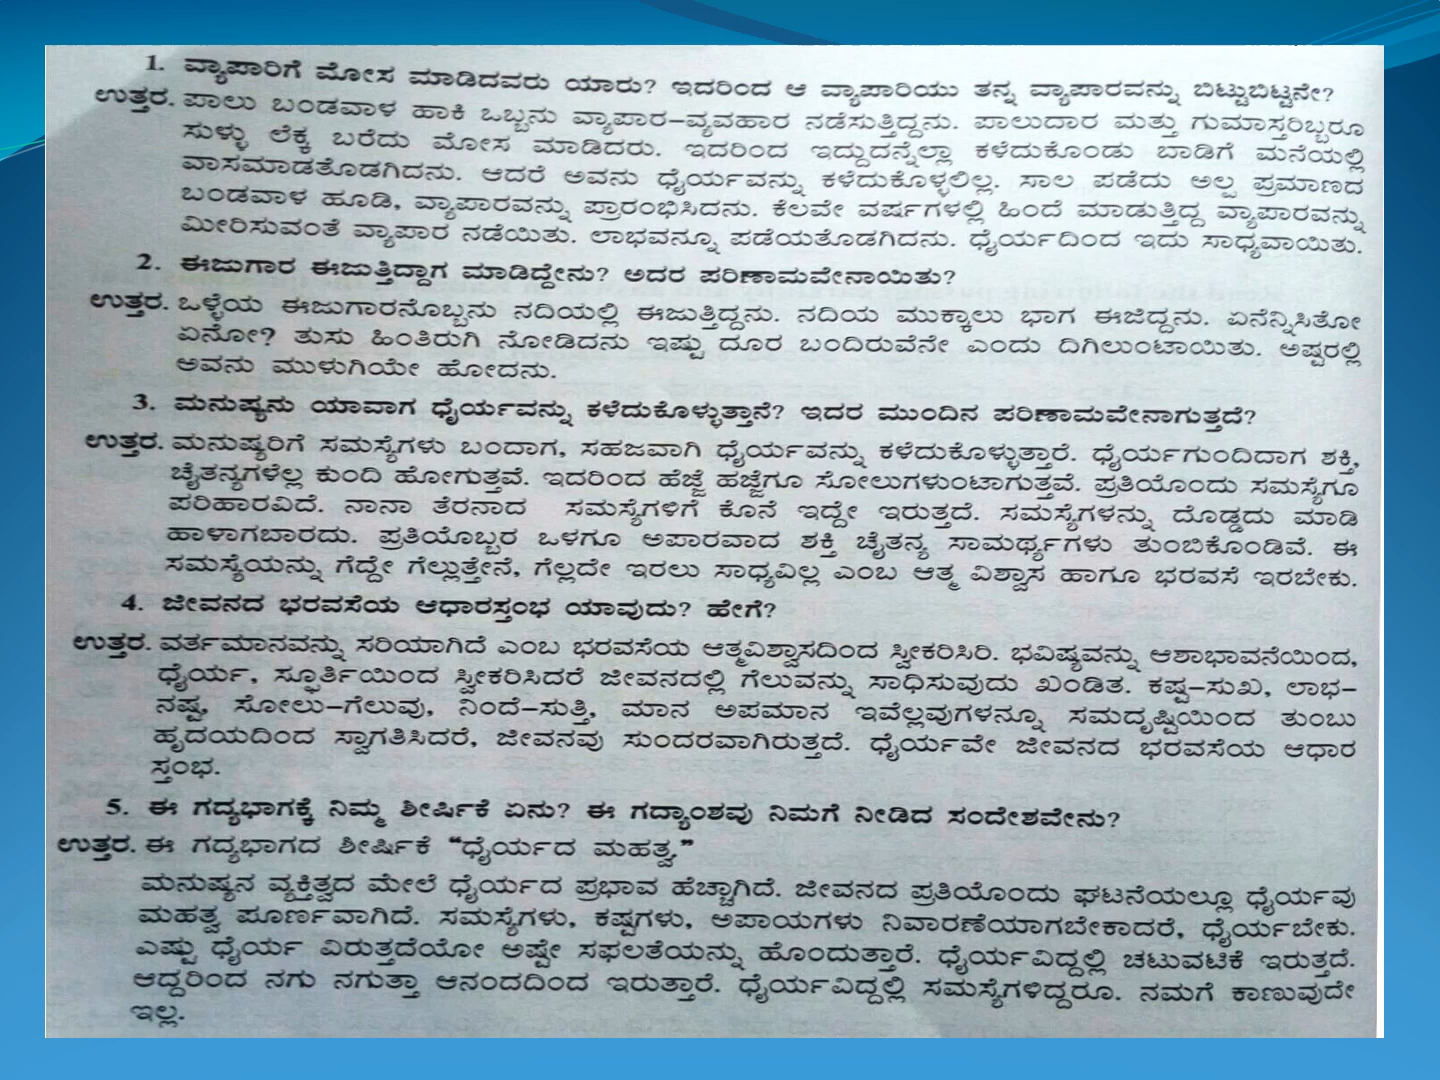 1. ವ್ಯಾಪಾರಿಗೆ ಮೋಸ ಮಾಡಿದವರು ಯಾರು? ಇದರಿಂದ ಆ ವ್ಯಾಪಾರಿಯು ತನ್ನ ವ್ಯಾಪಾರವನ್ನು ಬಿಟ್ಟುಬಿಟ್ಟನೇ?
ಉತ್ತರ. ಪಾಲು ಬಂಡವಾಳ ಹಾಕಿ ಒಬ್ಬನು ವ್ಯಾಪಾರ-ವ್ಯವಹಾರ ನಡೆಸುತ್ತಿದ್ದನು. ಪಾಲುದಾರ ಮತ್ತು ಗುಮಾಸ್ತರಿಬ್ಬರೂ
ಸುಳ್ಳು ಲೆಕ್ಕ ಬರೆದು ಮೋಸ ಮಾಡಿದರು. ಇದರಿಂದ ಇದ್ದುದನ್ನೆಲ್ಲಾ ಕಳೆದುಕೊಂಡು ಬಾಡಿಗೆ ಮನೆಯಲ್ಲಿ
ವಾಸಮಾಡತೊಡಗಿದನು. ಆದರೆ ಅವನು ಧೈರ್ಯವನ್ನು ಕಳೆದುಕೊಳ್ಳಲಿಲ್ಲ. ಸಾಲ ಪಡೆದು ಅಲ್ಪ ಪ್ರಮಾಣದ
ಬಂಡವಾಳ ಹೂಡಿ, ವ್ಯಾಪಾರವನ್ನು ಪ್ರಾರಂಭಿಸಿದನು. ಕೆಲವೇ ವರ್ಷಗಳಲ್ಲಿ ಹಿಂದೆ ಮಾಡುತ್ತಿದ್ದ ವ್ಯಾಪಾರವನ್ನು
ಮೀರಿಸುವಂತೆ ವ್ಯಾಪಾರ ನಡೆಯಿತು. ಲಾಭವನ್ನೂ ಪಡೆಯತೊಡಗಿದನು. ಧೈರ್ಯದಿಂದ ಇದು ಸಾಧ್ಯವಾಯಿತು.
2. ಈಜುಗಾರ ಈಜುತ್ತಿದ್ದಾಗ ಮಾಡಿದ್ದೇನು? ಅದರ ಪರಿಣಾಮವೇನಾಯಿತು?
ಉತ್ತರ. ಒಳ್ಳೆಯ ಈಜುಗಾರನೊಬ್ಬನು ನದಿಯಲ್ಲಿ ಈಜುತ್ತಿದ್ದನು. ನದಿಯ ಮುಕ್ಕಾಲು ಭಾಗ ಈಜಿದ್ದನು. ಏನೆನ್ನಿಸಿತೋ
ಏನೋ? ತುಸು ಹಿಂತಿರುಗಿ ನೋಡಿದನು ಇಷ್ಟು ದೂರ ಬಂದಿರುವೆನೇ ಎಂದು ದಿಗಿಲುಂಟಾಯಿತು. ಅಷ್ಟರಲ್ಲಿ
ಅವನು ಮುಳುಗಿಯೇ ಹೋದನು.
3. ಮನುಷ್ಯನು ಯಾವಾಗ ಧೈರ್ಯವನ್ನು ಕಳೆದುಕೊಳ್ಳುತ್ತಾನೆ? ಇದರ ಮುಂದಿನ ಪರಿಣಾಮವೇನಾಗುತ್ತದೆ?
ಉತ್ತರ. ಮನುಷ್ಯರಿಗೆ ಸಮಸ್ಯೆಗಳು ಬಂದಾಗ, ಸಹಜವಾಗಿ ಧೈರ್ಯವನ್ನು ಕಳೆದುಕೊಳ್ಳುತ್ತಾರೆ. ಧೈರ್ಯಗುಂದಿದಾಗ ಶಕ್ತಿ,
ಚೈತನ್ಯಗಳೆಲ್ಲ ಕುಂದಿ ಹೋಗುತ್ತವೆ. ಇದರಿಂದ ಹೆಜ್ಜೆ ಹಜ್ಜೆಗೂ ಸೋಲುಗಳುಂಟಾಗುತ್ತವೆ. ಪ್ರತಿಯೊಂದು ಸಮಸ್ಯೆಗೂ
ಪರಿಹಾರವಿದೆ. ನಾನಾ ತೆರನಾದ ಸಮಸ್ಯೆಗಳಿಗೆ ಕೊನೆ ಇದ್ದೇ ಇರುತ್ತದೆ. ಸಮಸ್ಯೆಗಳನ್ನು ದೊಡ್ಡದು ಮಾಡಿ
ಹಾಳಾಗಬಾರದು. ಪ್ರತಿಯೊಬ್ಬರ ಒಳಗೂ ಅಪಾರವಾದ ಶಕ್ತಿ ಚೈತನ್ಯ ಸಾಮರ್ಥ್ಯಗಳು ತುಂಬಿಕೊಂಡಿವೆ. ಈ
ಸಮಸ್ಯೆಯನ್ನು ಗೆದ್ದೇ ಗೆಲ್ಲುತ್ತೇನೆ, ಗೆಲ್ಲದೇ ಇರಲು ಸಾಧ್ಯವಿಲ್ಲ ಎಂಬ ಆತ್ಮ ವಿಶ್ವಾಸ ಹಾಗೂ ಭರವಸೆ ಇರಬೇಕು.
4. ಜೀವನದ ಭರವಸೆಯ ಆಧಾರಸ್ತಂಭ ಯಾವುದು? ಹೇಗೆ?
ಉತ್ತರ. ವರ್ತಮಾನವನ್ನು ಸರಿಯಾಗಿದೆ ಎಂಬ ಭರವಸೆಯ ಆತ್ಮವಿಶ್ವಾಸದಿಂದ ಸ್ವೀಕರಿಸಿರಿ. ಭವಿಷ್ಯವನ್ನು ಆಶಾಭಾವನೆಯಿಂದ,
ಧೈರ್ಯ, ಸ್ಫೂರ್ತಿಯಿಂದ ಸ್ವೀಕರಿಸಿದರೆ ಜೀವನದಲ್ಲಿ ಗೆಲುವನ್ನು ಸಾಧಿಸುವುದು ಖಂಡಿತ. ಕಷ್ಟ-ಸುಖ, ಲಾಭ-
ನಷ್ಟ, ಸೋಲು-ಗೆಲುವು, ನಿಂದೆ-ಸುತ್ತಿ, ಮಾನ ಅಪಮಾನ ಇವೆಲ್ಲವುಗಳನ್ನೂ ಸಮದೃಷ್ಟಿಯಿಂದ ತುಂಬು
ಹೃದಯದಿಂದ ಸ್ವಾಗತಿಸಿದರೆ, ಜೀವನವು ಸುಂದರವಾಗಿರುತ್ತದೆ. ಧೈರ್ಯವೇ ಜೀವನದ ಭರವಸೆಯ ಆಧಾರ
ಸ್ತಂಭ.
5. ಈ ಗದ್ಯಭಾಗಕ್ಕೆ ನಿಮ್ಮ ಶೀರ್ಷಿಕೆ ಏನು? ಈ ಗದ್ಯಾಂಶವು ನಿಮಗೆ ನೀಡಿದ ಸಂದೇಶವೇನು?
ಉತ್ತರ. ಈ ಗದ್ಯಭಾಗದ ಶೀರ್ಷಿಕೆ “ಧೈರ್ಯದ ಮಹತ್ವ.”
ಮನುಷ್ಯನ ವ್ಯಕ್ತಿತ್ವದ ಮೇಲೆ ಧೈರ್ಯದ ಪ್ರಭಾವ ಹೆಚ್ಚಾಗಿದೆ. ಜೀವನದ ಪ್ರತಿಯೊಂದು ಘಟನೆಯಲ್ಲೂ ಧೈರ್ಯವು
ಮಹತ್ವ ಪೂರ್ಣವಾಗಿದೆ. ಸಮಸ್ಯೆಗಳು, ಕಷ್ಟಗಳು, ಅಪಾಯಗಳು ನಿವಾರಣೆಯಾಗಬೇಕಾದರೆ, ಧೈರ್ಯಬೇಕು.
ಎಷ್ಟು ಧೈರ್ಯ ವಿರುತ್ತದೆಯೋ ಅಷ್ಟೇ ಸಫಲತೆಯನ್ನು ಹೊಂದುತ್ತಾರೆ. ಧೈರ್ಯವಿದ್ದಲ್ಲಿ ಚಟುವಟಿಕೆ ಇರುತ್ತದೆ.
ಆದ್ದರಿಂದ ನಗು ನಗುತ್ತಾ ಆನಂದದಿಂದ ಇರುತ್ತಾರೆ. ಧೈರ್ಯವಿದ್ದಲ್ಲಿ ಸಮಸ್ಯೆಗಳಿದ್ದರೂ. ನಮಗೆ ಕಾಣುವುದೇ
ಇಲ್ಲ.